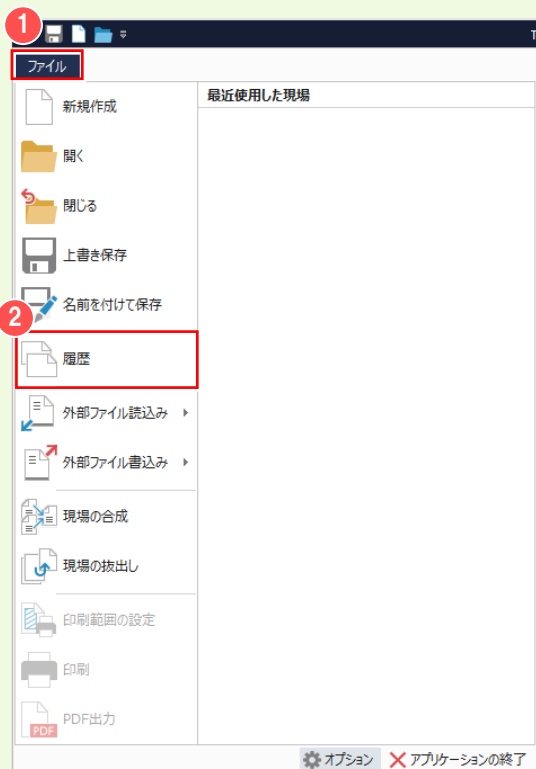 1
T
ファイル
最近使用した現場
新規作成
開く
閉じる
上書き保存
名前を付けて保存
2
履歴
外部ファイル読込み
外部ファイル書込み
現場の合成
現場の抜出し
印刷範囲の設定
印刷
PDF出力
PDF
オプション アプリケーションの終了